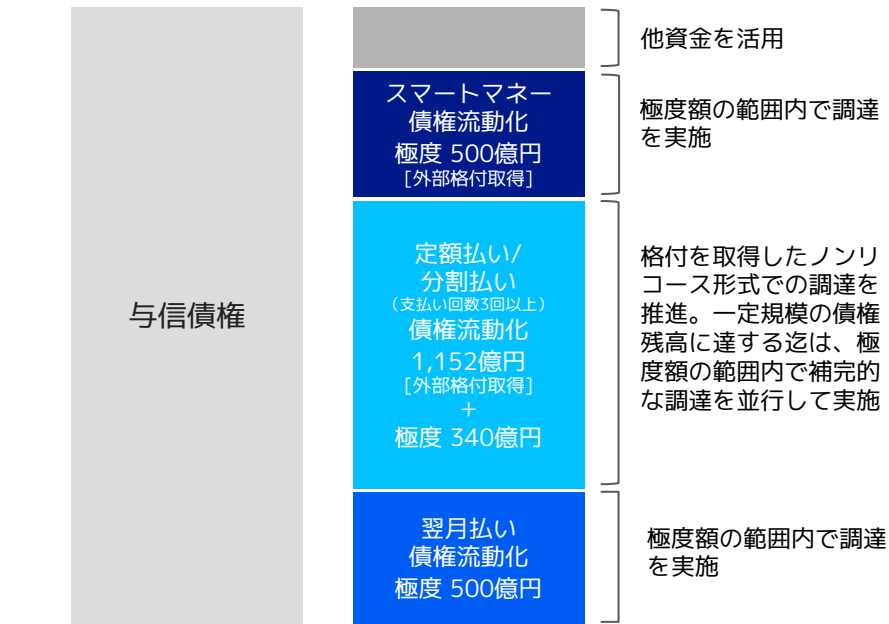 与信債権
他資金を活用
スマートマネー
債権流動化
極度 500億円
[外部格付取得]
極度額の範囲内で調達
を実施
定額払い/
分割払い
（支払い回数3回以上）
債権流動化
1,152億円
[外部格付取得]
＋
極度 340億円
格付を取得したノンリ
コース形式での調達を
推進。一定規模の債権
残高に達する迄は、極
度額の範囲内で補完的
な調達を並行して実施
翌月払い
債権流動化
極度 500億円
極度額の範囲内で調達
を実施